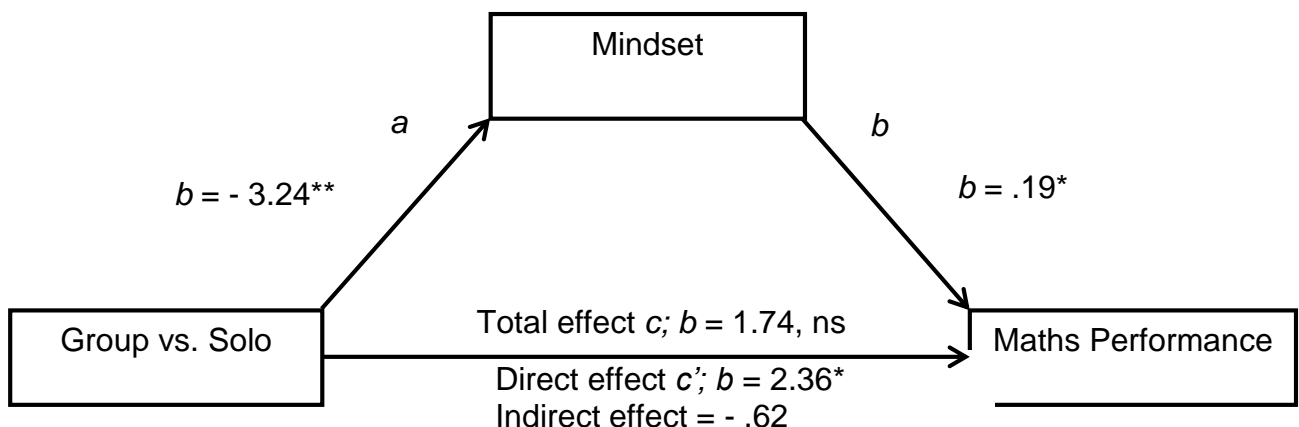 Mindset
a
b
b = - 3.24**
b = .19*
Total effect c; b = 1.74, ns
Group vs. Solo
Maths Performance
Direct effect c’; b = 2.36*
Indirect effect = - .62